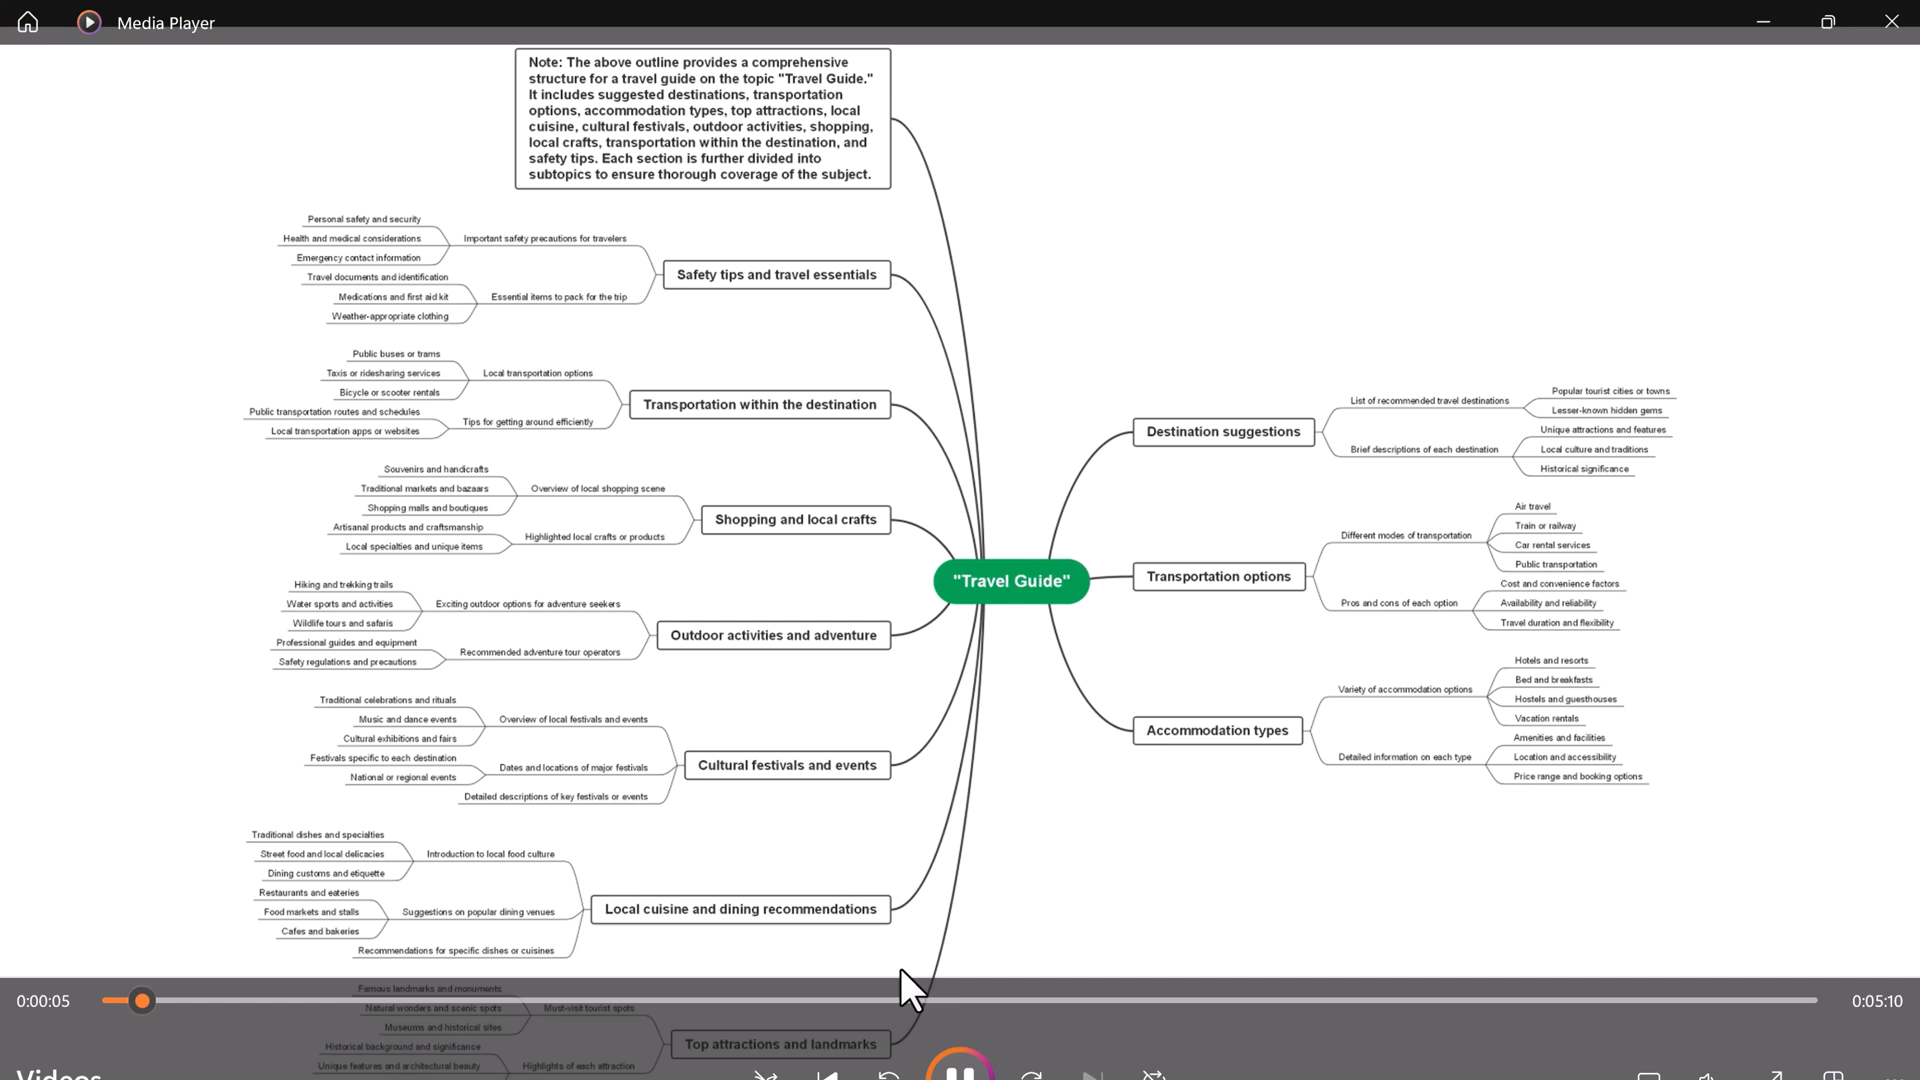 Media Player
Note: The above outline provides a comprehensive
structure for a travel guide on the topic "Travel Guide."
It includes suggested destinations, transportation
options, accommodation types, top attractions, local
cuisine, cultural festivals, outdoor activities, shopping,
local crafts, transportation within the destination, and
safety tips. Each section is further divided into
subtopics to ensure thorough coverage of the subject.
Personal safety and security
Health and medical considerations
Emergency contact information
Important safety precautions for travelers
Travel documents and identification
Medications and first aid kit
Weather-appropriate clothing
Essential items to pack for the trip
Safety tips and travel essentials
Public buses or trams
Taxis or ridesharing services
Bicycle or scooter rentals
Local transportation options
Public transportation routes and schedules
Local transportation apps or websites
Tips for getting around efficiently
Transportation within the destination
Souvenirs and handicrafts
Traditional markets and bazaars
Shopping malls and boutiques
Overview of local shopping scene
Artisanal products and craftsmanship
Local specialties and unique items
Highlighted local crafts or products
Shopping and local crafts
Hiking and trekking trails
Water sports and activities
Wildlife tours and safaris
Exciting outdoor options for adventure seekers
Professional guides and equipment
Safety regulations and precautions
Recommended adventure tour operators
Outdoor activities and adventure
Traditional celebrations and rituals
Music and dance events
Cultural exhibitions and fairs
Overview of local festivals and events
Festivals specific to each destination
National or regional events
Dates and locations of major festivals
Detailed descriptions of key festivals or events
Cultural festivals and events
Traditional dishes and specialties
Street food and local delicacies
Dining customs and etiquette
Introduction to local food culture
Restaurants and eateries
Food markets and stalls
Cafes and bakeries
Suggestions on popular dining venues
Recommendations for specific dishes or cuisines
Local cuisine and dining recommendations
Famous landmarks and monuments
Natural wonders and scenic spots
Museums and historical sites
Must-visit tourist spots
Historical background and significance
Unique features and architectural beauty
Highlights of each attraction
Top attractions and landmarks
"Travel Guide"
Destination suggestions
List of recommended travel destinations
Popular tourist cities or towns
Lesser-known hidden gems
Brief descriptions of each destination
Unique attractions and features
Local culture and traditions
Historical significance
Transportation options
Different modes of transportation
Air travel
Train or railway
Car rental services
Public transportation
Pros and cons of each option
Cost and convenience factors
Availability and reliability
Travel duration and flexibility
Accommodation types
Variety of accommodation options
Hotels and resorts
Bed and breakfasts
Hostels and guesthouses
Vacation rentals
Detailed information on each type
Amenities and facilities
Location and accessibility
Price range and booking options
0:00:05
0:05:10
Videos